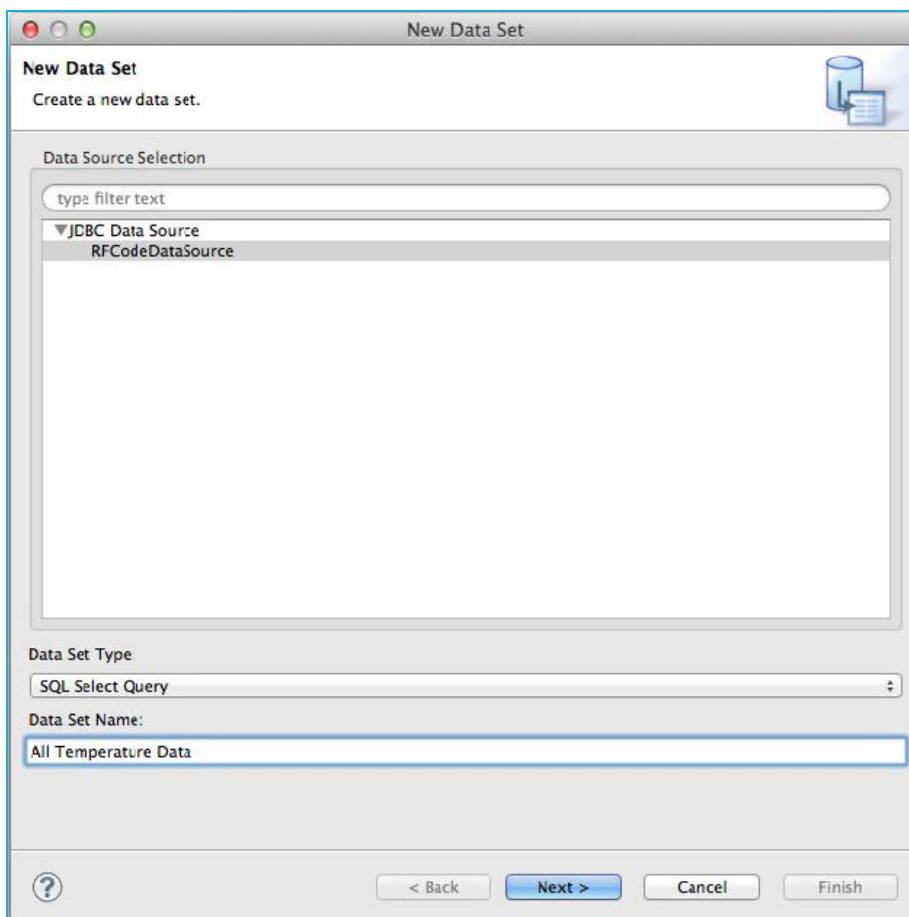 New Data Set
New Data Set
Create a new data set.
Data Source Selection
type filter text
JDBC Data Source
RFCodeDataSource
Data Set Type
SQL Select Query
Data Set Name:
All Temperature Data
?
< Back
Next >
Cancel
Finish